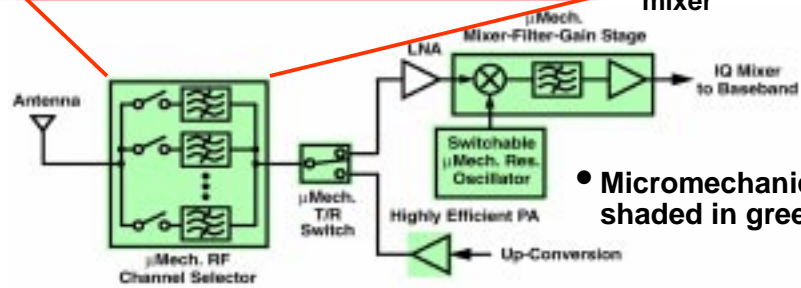 mixer
μMech.
Mixer-Filter-Gain Stage
LNA
IQ Mixer
to Baseband
Antenna
Switchable
μMech. Res.
Oscillator
μMech.
T/R
Switch
Highly Efficient PA
Up-Conversion
μMech. RF
Channel Selector
• Micromechanic
shaded in gree